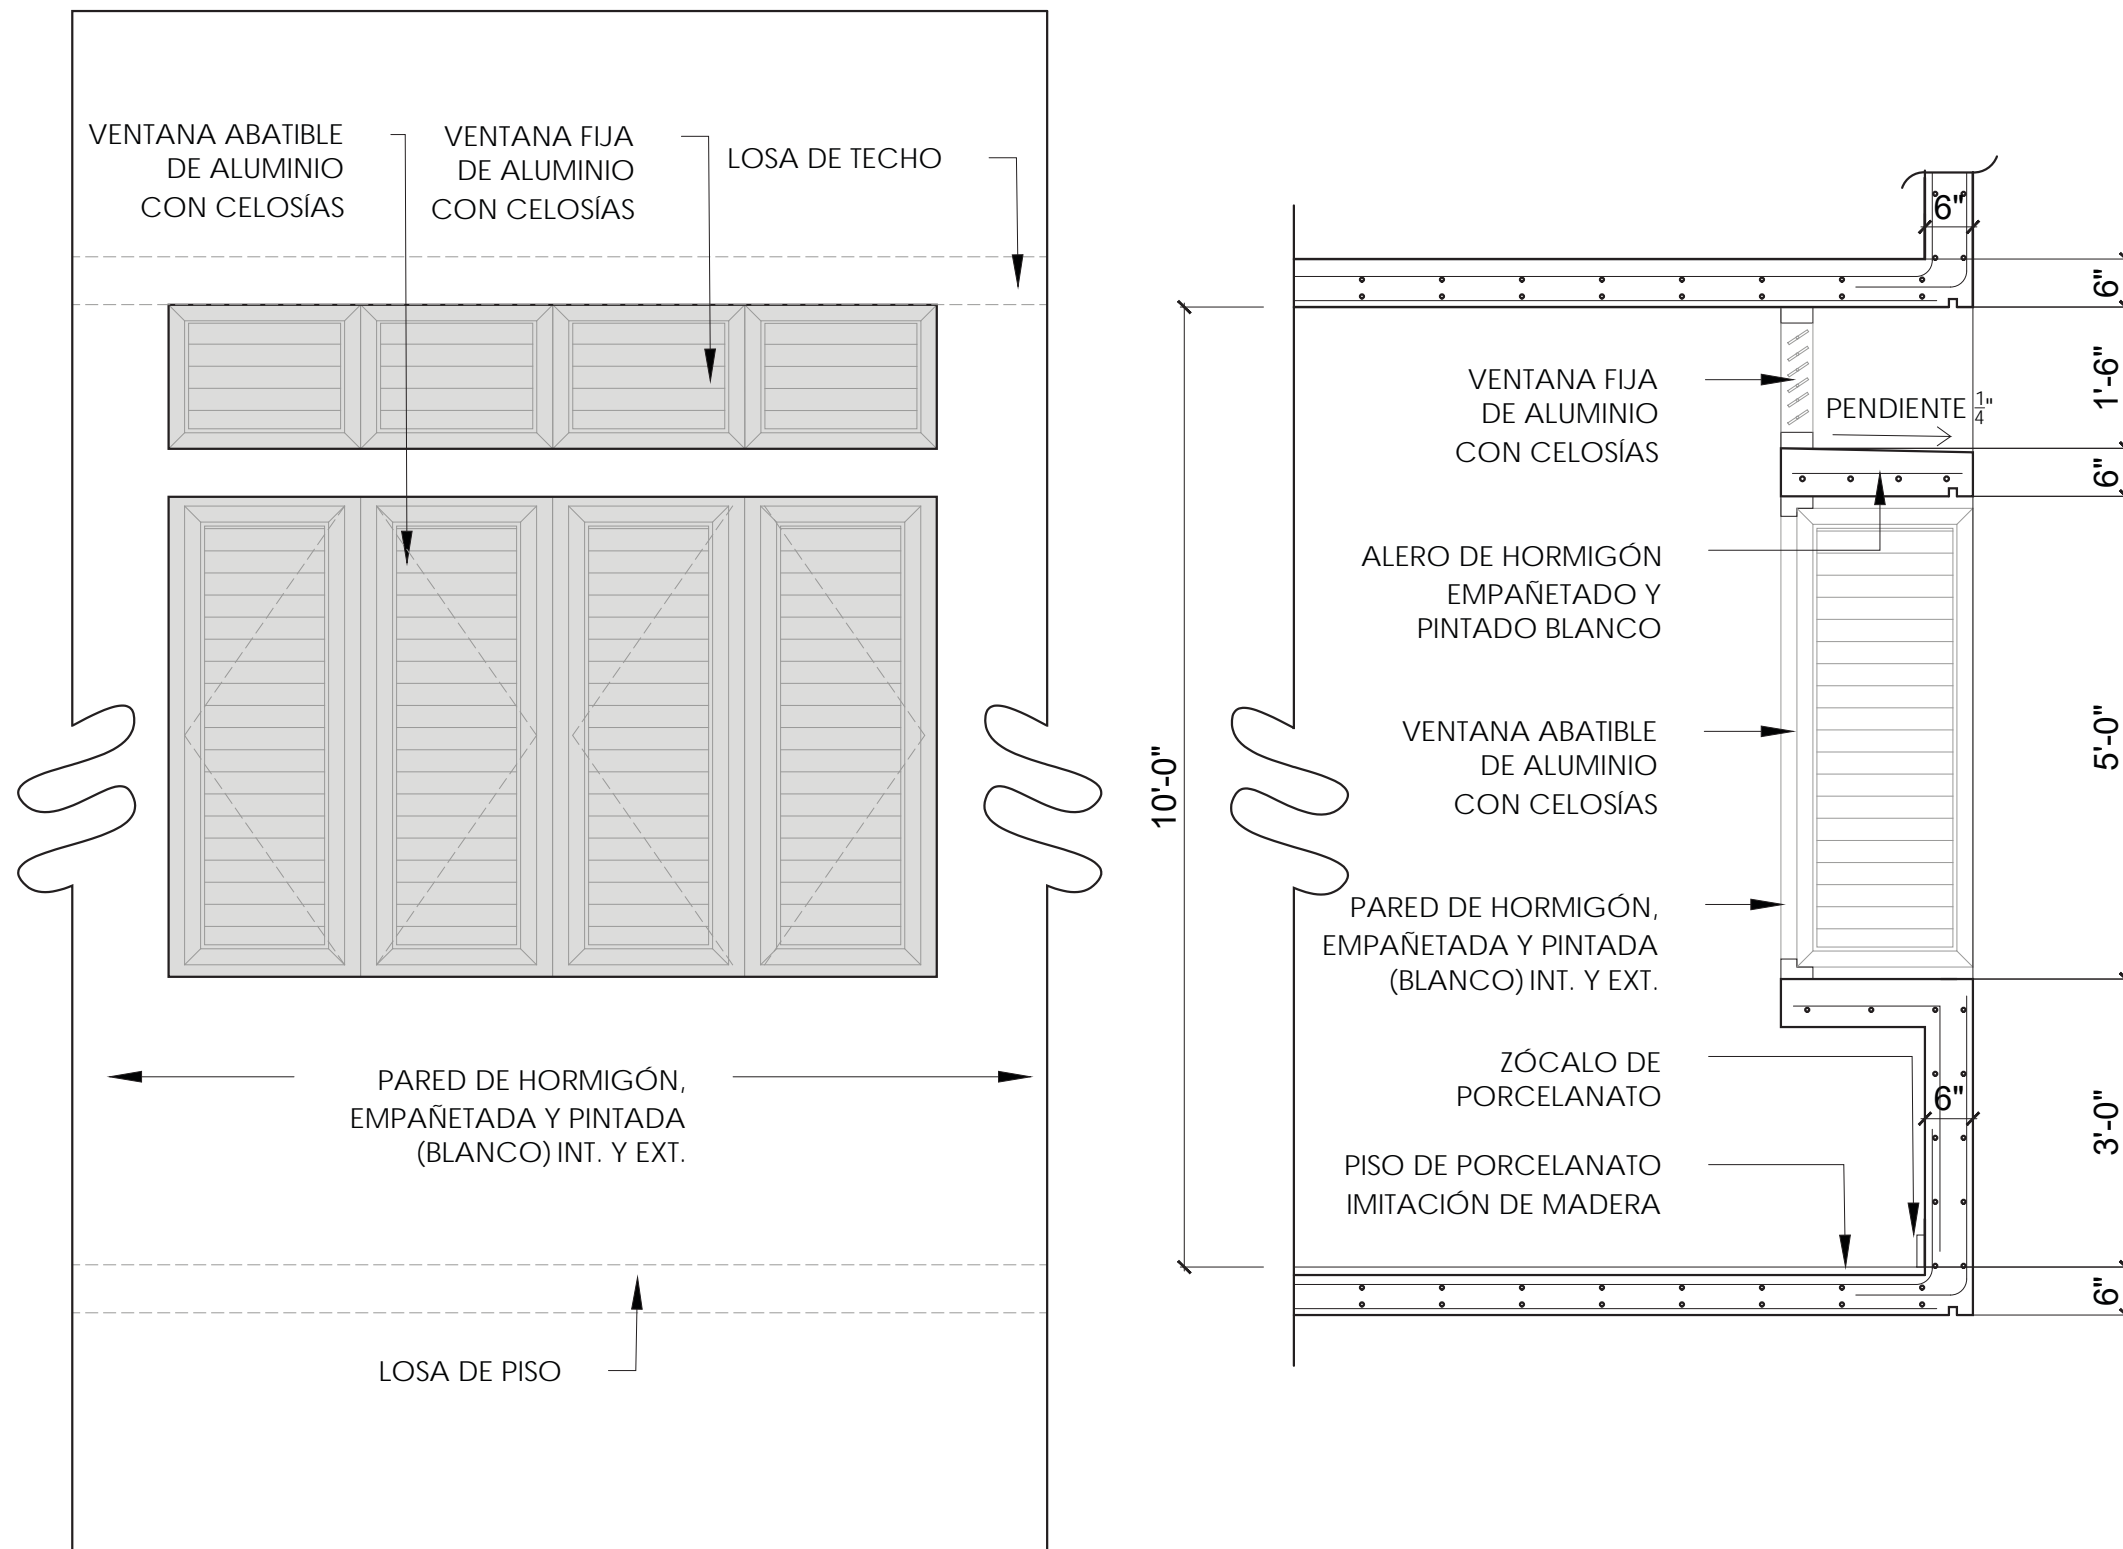 VENTANA ABATIBLE
DE ALUMINIO
CON CELOSÍAS
VENTANA FIJA
DE ALUMINIO
CON CELOSÍAS
LOSA DE TECHO
PARED DE HORMIGÓN,
EMPAÑETADA Y PINTADA
(BLANCO) INT. Y EXT.
LOSA DE PISO
10'-0"
VENTANA FIJA
DE ALUMINIO
CON CELOSÍAS
PENDIENTE 1/4"
ALERO DE HORMIGÓN
EMPAÑETADO Y
PINTADO BLANCO
VENTANA ABATIBLE
DE ALUMINIO
CON CELOSÍAS
PARED DE HORMIGÓN,
EMPAÑETADA Y PINTADA
(BLANCO) INT. Y EXT.
ZÓCALO DE
PORCELANATO
PISO DE PORCELANATO
IMITACIÓN DE MADERA
6"
6"
6"
1'-6"
6"
5'-0"
3'-0"
6"